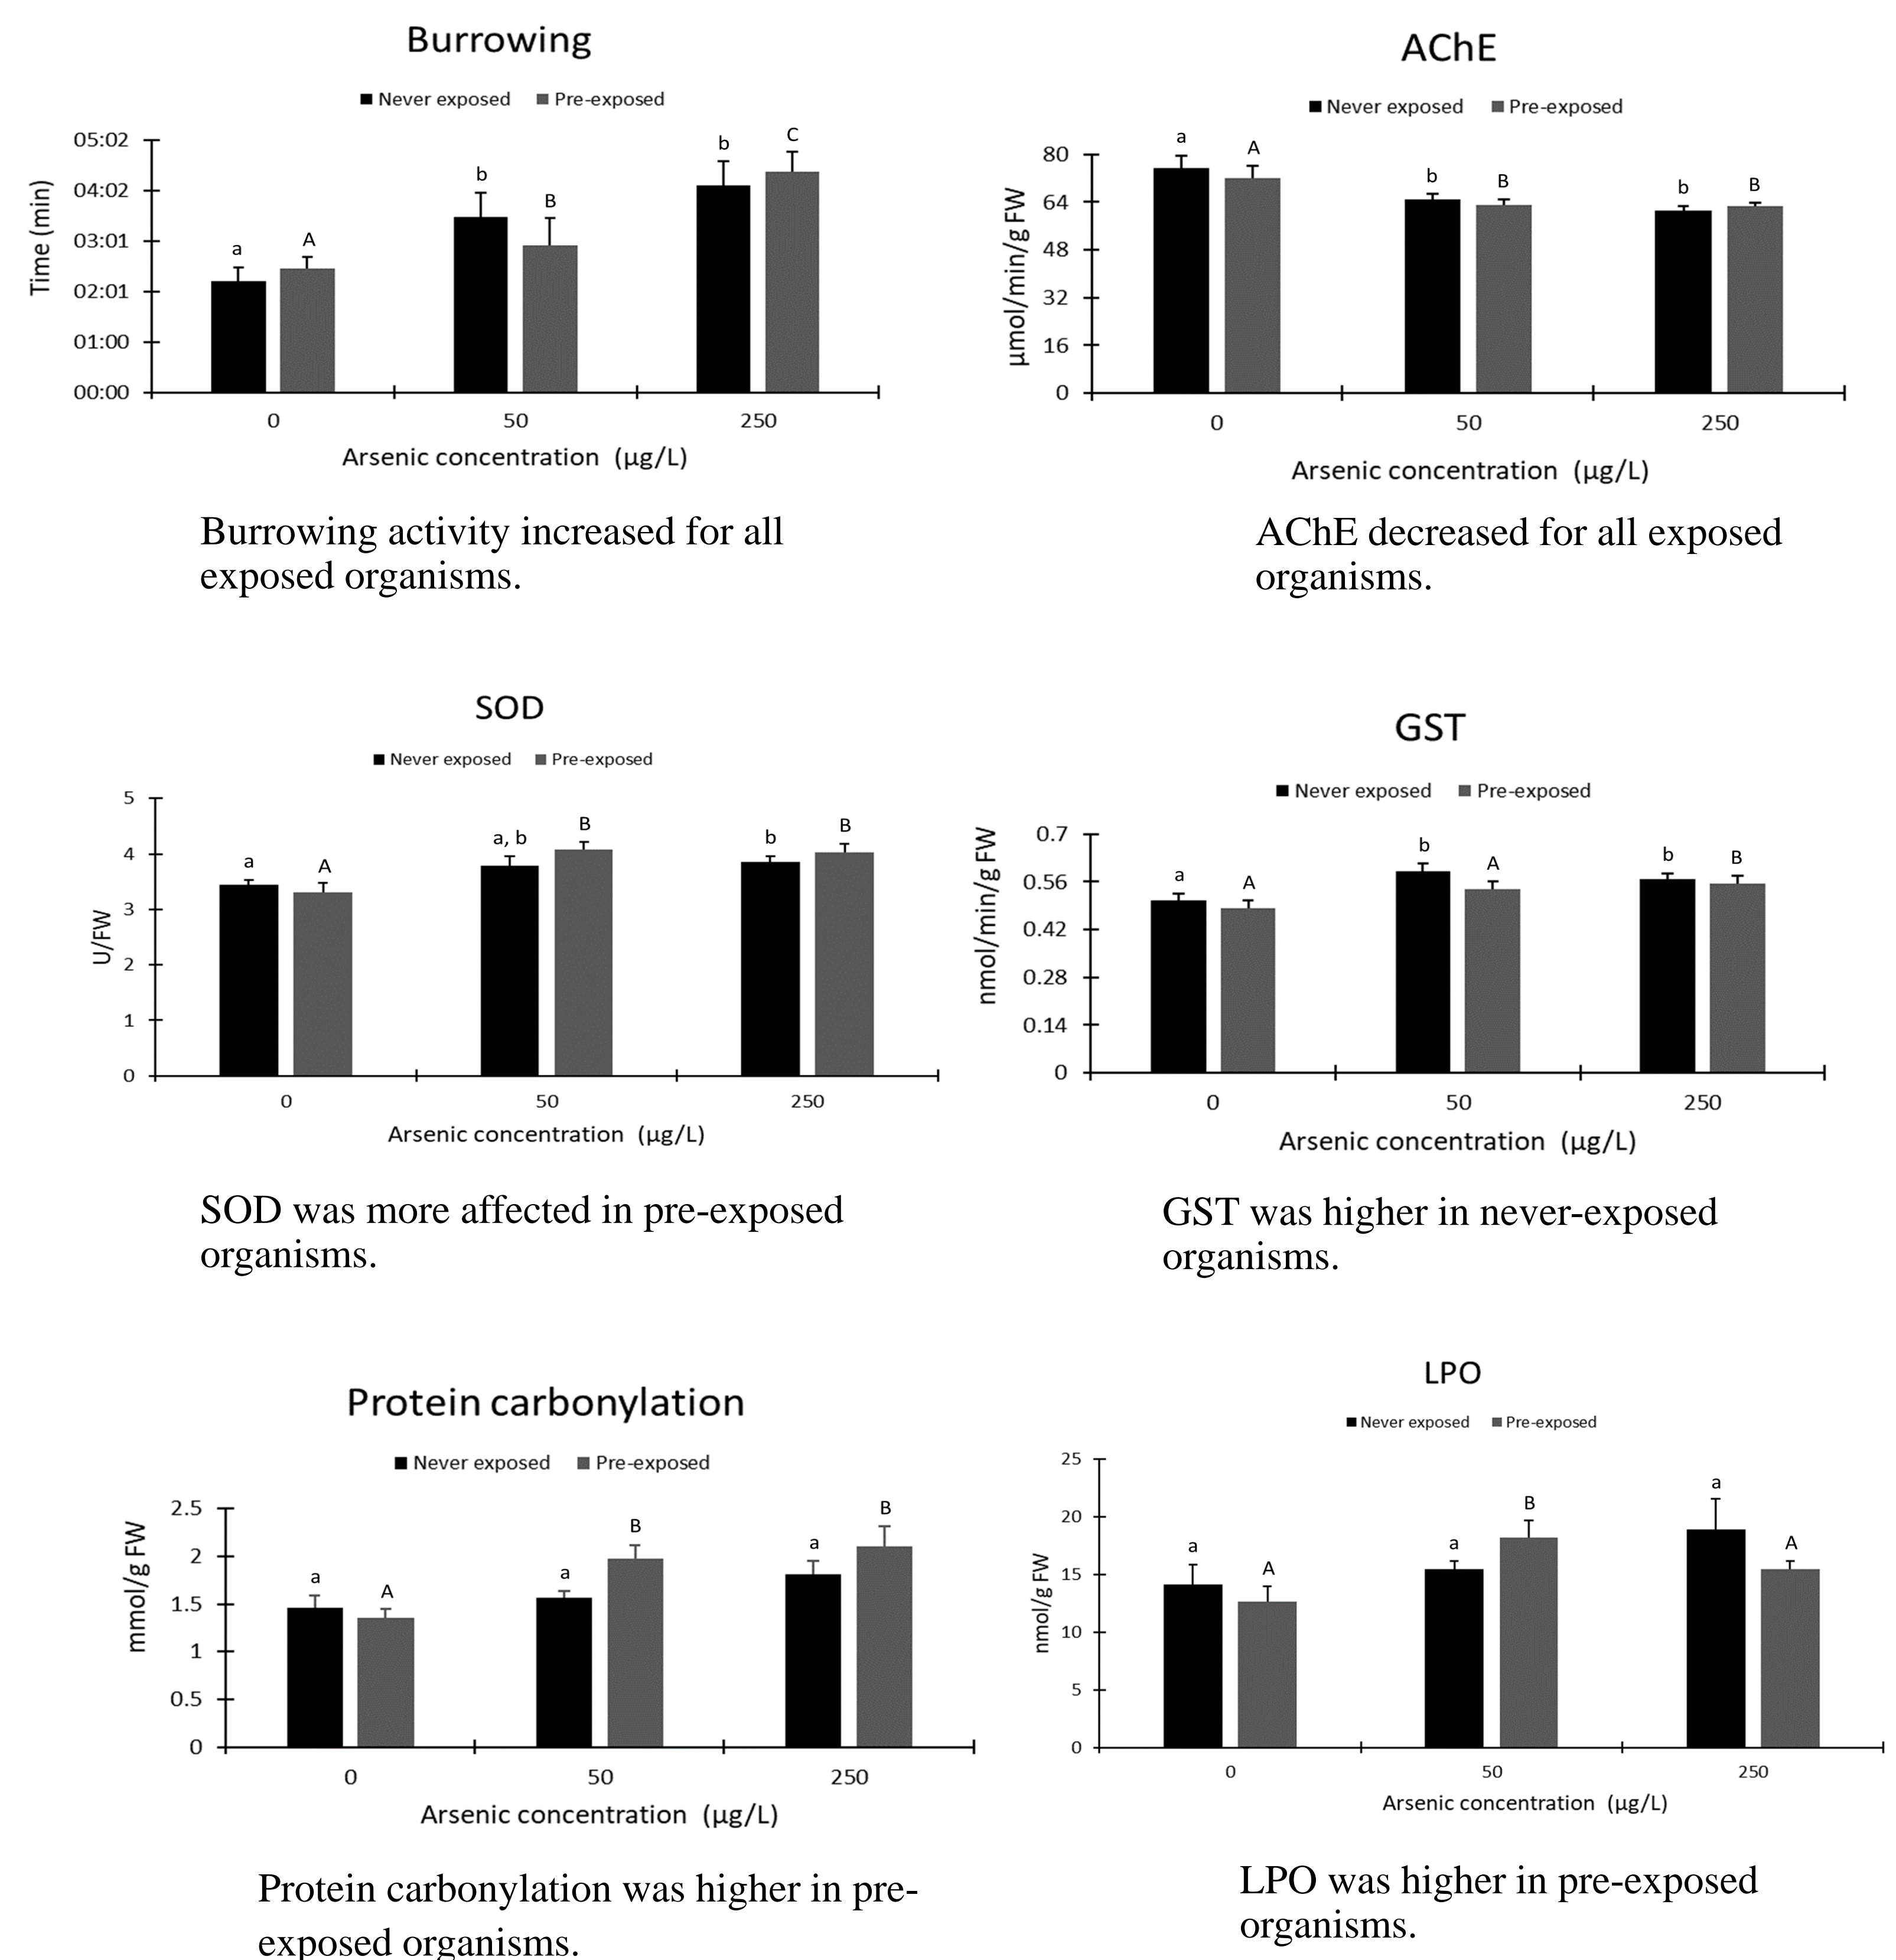 Burrowing
Never exposed Pre-exposed
05:02
04:02
03:01
02:01
01:00
00:00
Time (min)
a A b B b C
0 50 250
Arsenic concentration (µg/L)
Burrowing activity increased for all
exposed organisms.
AChE
Never exposed Pre-exposed
80
64
48
32
16
0
µmol/min/g FW
a A b B b B
0 50 250
Arsenic concentration (µg/L)
AChE decreased for all exposed
organisms.
SOD
Never exposed Pre-exposed
5
4
3
2
1
0
U/FW
a A a, b B b B
0 50 250
Arsenic concentration (µg/L)
SOD was more affected in pre-exposed
organisms.
GST
Never exposed Pre-exposed
0.7
0.56
0.42
0.28
0.14
0
nmol/min/g FW
a A b A b B
0 50 250
Arsenic concentration (µg/L)
GST was higher in never-exposed
organisms.
Protein carbonylation
Never exposed Pre-exposed
2.5
2
1.5
1
0.5
0
mmol/g FW
a A a B a B
0 50 250
Arsenic concentration (µg/L)
Protein carbonylation was higher in pre-
exposed organisms.
LPO
Never exposed Pre-exposed
25
20
15
10
5
0
nmol/g FW
a A a B a A
0 50 250
Arsenic concentration (µg/L)
LPO was higher in pre-exposed
organisms.